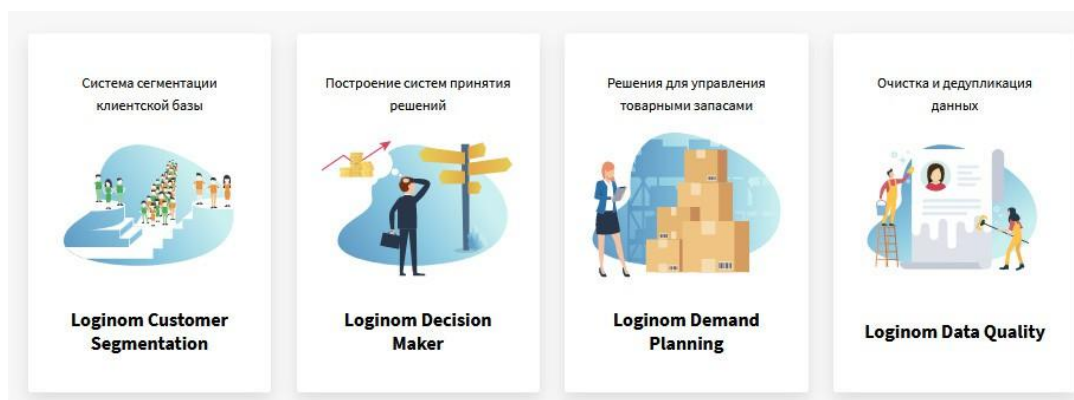 Система сегментации
клиентской базы
Loginom Customer
Segmentation
Построение систем принятия
решений
Loginom Decision
Maker
Решения для управления
товарными запасами
Loginom Demand
Planning
Очистка и дедупликация
данных
Loginom Data Quality